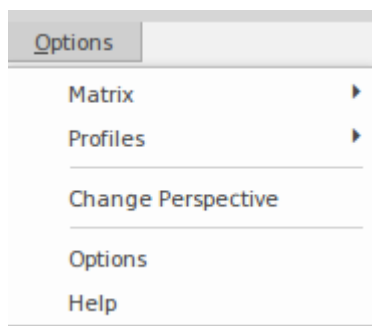 Options
Matrix
Profiles
Change Perspective
Options
Help